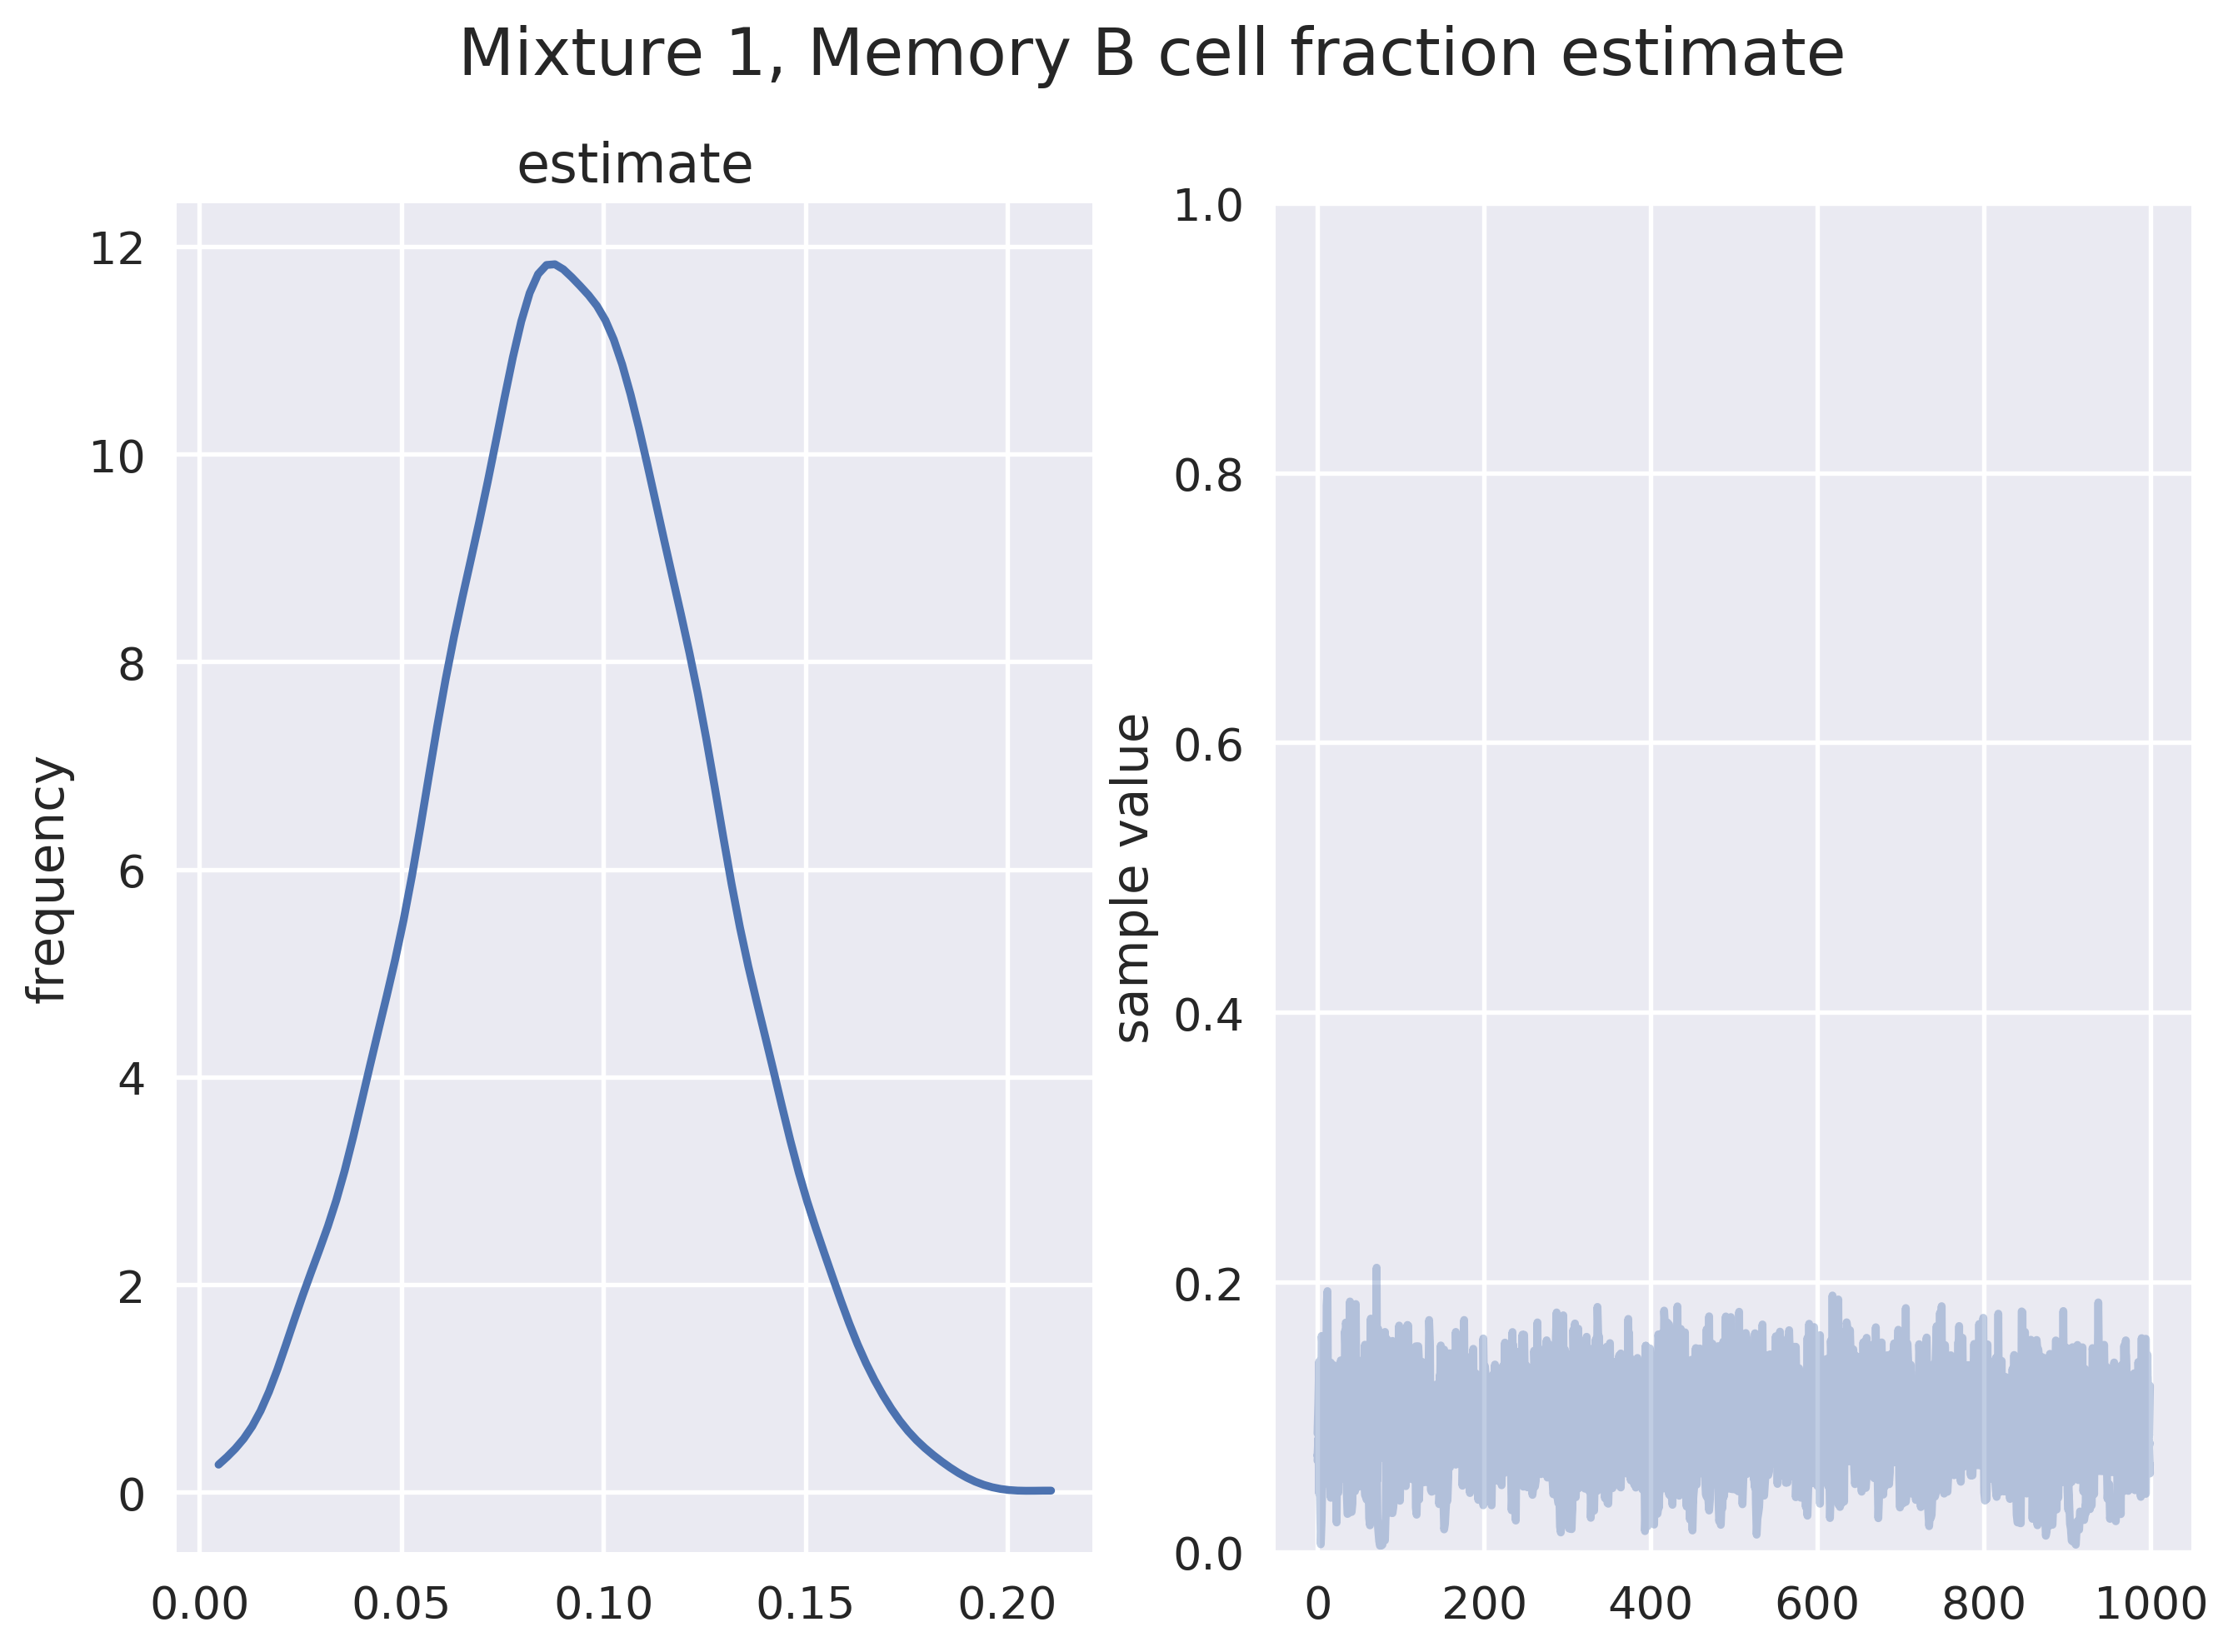 Mixture 1, Memory B cell fraction estimate
estimate
frequency
12
10
8
6
4
2
0
0.00 0.05 0.10 0.15 0.20
sample value
1.0
0.8
0.6
0.4
0.2
0.0
0 200 400 600 800 1000